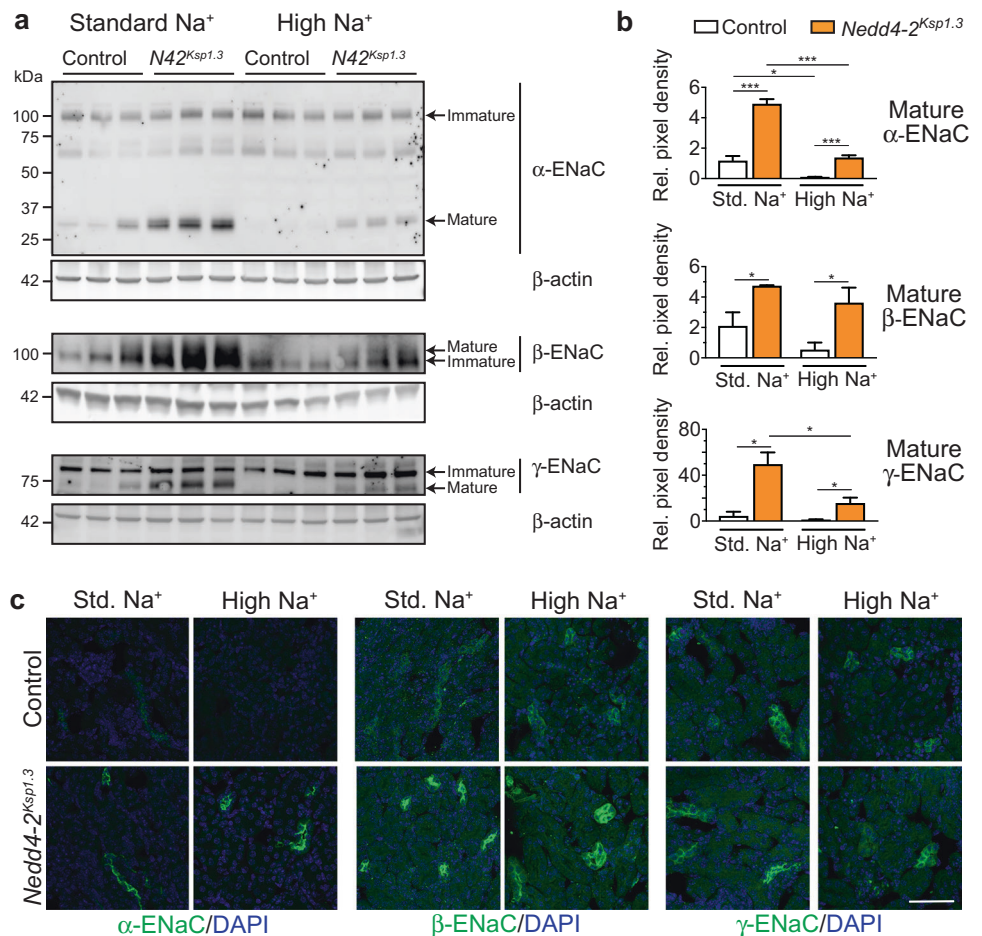 a
Standard Na⁺ High Na⁺
Control N42ᴷˢᵖ¹·³ Control N42ᴷˢᵖ¹·³
kDa
100 Immature
75
50 α-ENaC
37 Mature
25
42 β-actin
100 Mature β-ENaC
Immature
42 β-actin
75 Immature γ-ENaC
Mature
42 β-actin
b
Control Nedd4-2ᴷˢᵖ¹·³
Rel. pixel density
6
4
2
0
***
*
***
***
Std. Na⁺ High Na⁺
Mature
α-ENaC
Rel. pixel density
6
4
2
0
* *
Std. Na⁺ High Na⁺
Mature
β-ENaC
Rel. pixel density
80
40
0
*
*
*
Std. Na⁺ High Na⁺
Mature
γ-ENaC
c
Std. Na⁺ High Na⁺ Std. Na⁺ High Na⁺ Std. Na⁺ High Na⁺
Control
Nedd4-2ᴷˢᵖ¹·³
α-ENaC/DAPI β-ENaC/DAPI γ-ENaC/DAPI